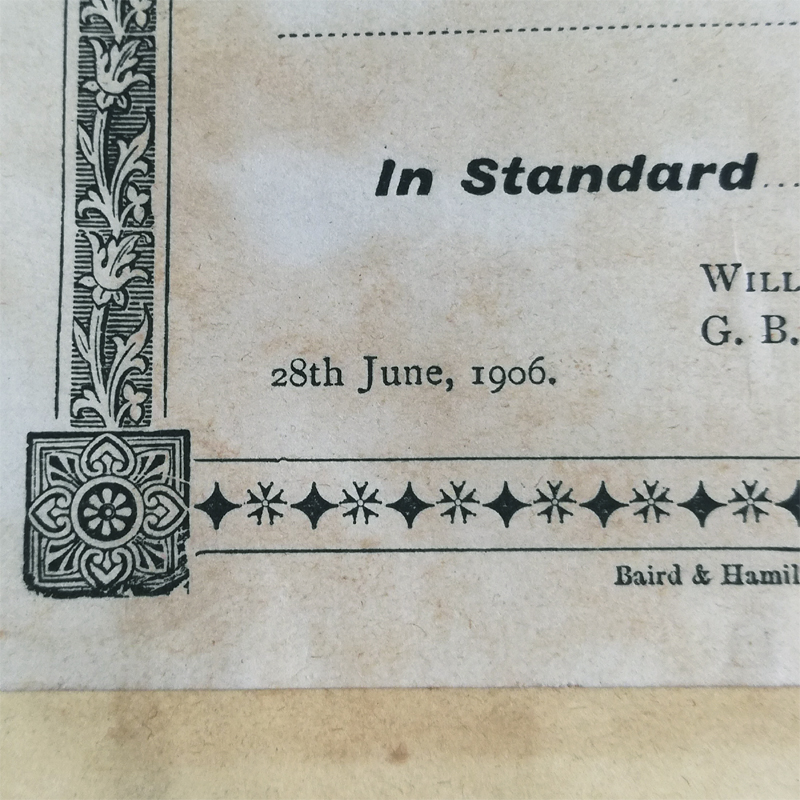 In Standard
WILL
G. B.
28th June, 1906.
Baird & Hamil